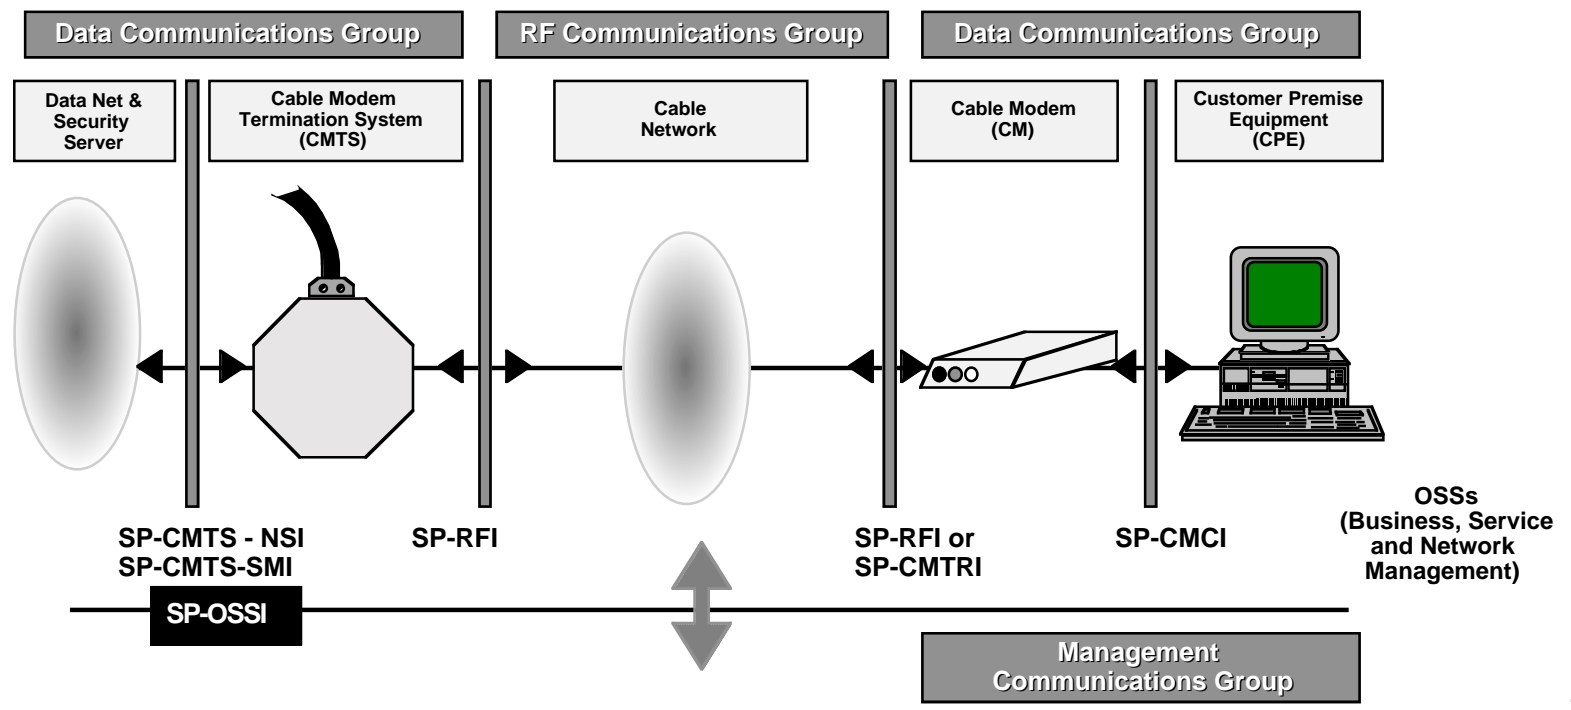 Data Communications Group
RF Communications Group
Data Communications Group
Data Net &
Security
Server
Cable Modem
Termination System
(CMTS)
Cable
Network
Cable Modem
(CM)
Customer Premise
Equipment
(CPE)
SP-CMTS - NSI
SP-CMTS-SMI
SP-RFI
SP-RFI or
SP-CMTRI
SP-CMCI
OSSs
(Business, Service
and Network
Management)
SP-OSSI
Management
Communications Group